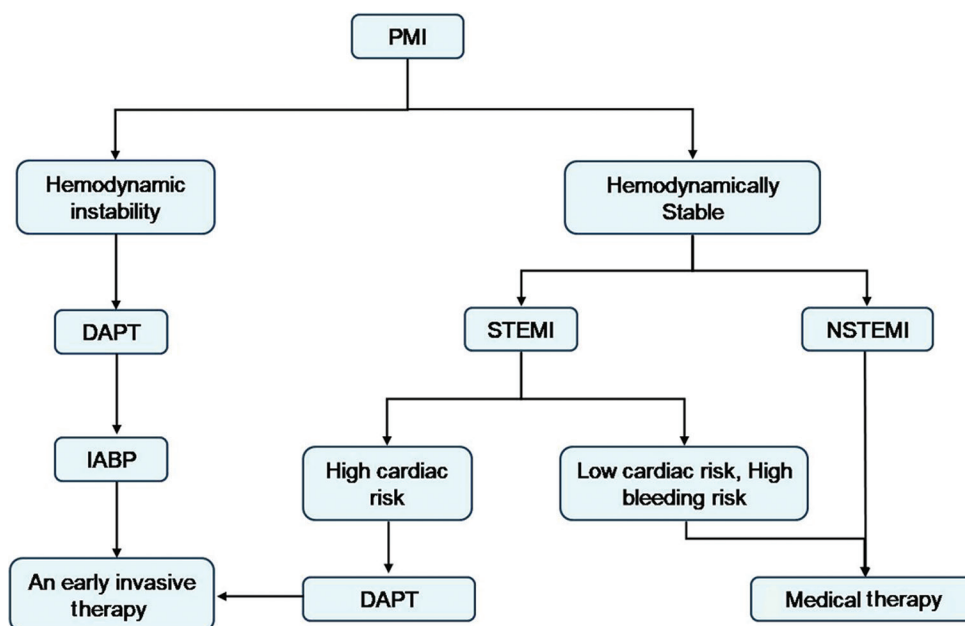 PMI
Hemodynamic
instability
Hemodynamically
Stable
DAPT
STEMI
NSTEMI
IABP
High cardiac
risk
Low cardiac risk, High
bleeding risk
An early invasive
therapy
DAPT
Medical therapy